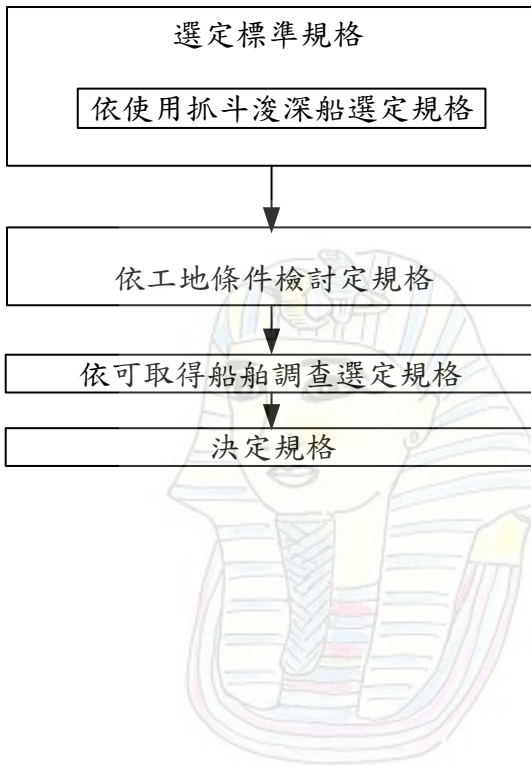 選定標準規格
依使用抓斗浚深船選定規格
依工地條件檢討定規格
依可取得船舶調查選定規格
決定規格